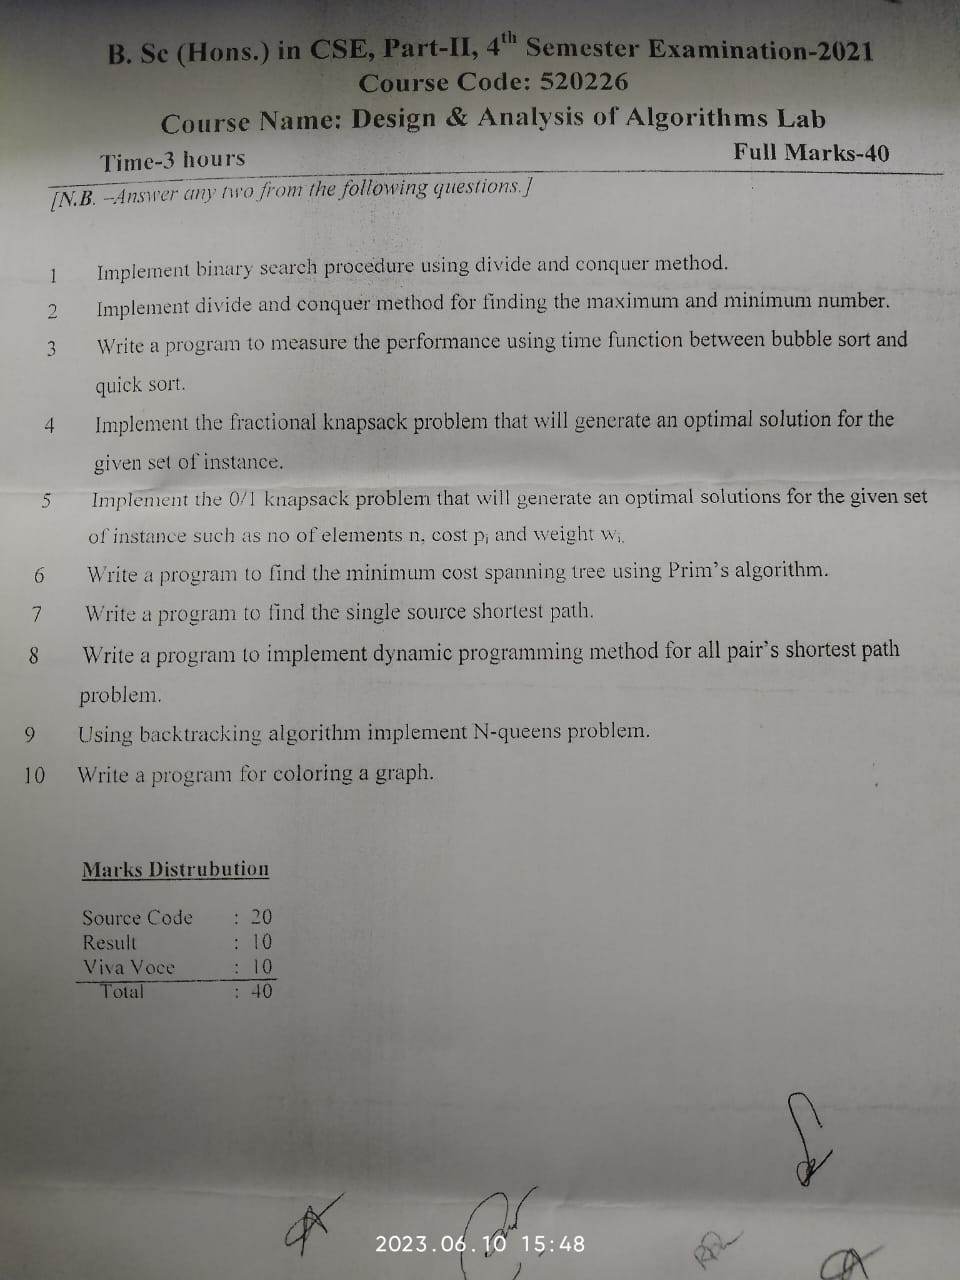 B. Sc (Hons.) in CSE, Part-II, 4th Semester Examination-2021
Course Code: 520226
Course Name: Design & Analysis of Algorithms Lab
Time-3 hours Full Marks-40
[N.B. –Answer any two from the following questions.]
1 Implement binary search procedure using divide and conquer method.
2 Implement divide and conquer method for finding the maximum and minimum number.
3 Write a program to measure the performance using time function between bubble sort and
quick sort.
4 Implement the fractional knapsack problem that will generate an optimal solution for the
given set of instance.
5 Implement the 0/1 knapsack problem that will generate an optimal solutions for the given set
of instance such as no of elements n, cost pi and weight wi.
6 Write a program to find the minimum cost spanning tree using Prim's algorithm.
7 Write a program to find the single source shortest path.
8 Write a program to implement dynamic programming method for all pair's shortest path
problem.
9 Using backtracking algorithm implement N-queens problem.
10 Write a program for coloring a graph.
Marks Distrubution
Source Code : 20
Result : 10
Viva Voce : 10
Total : 40
2023.06.10 15:48